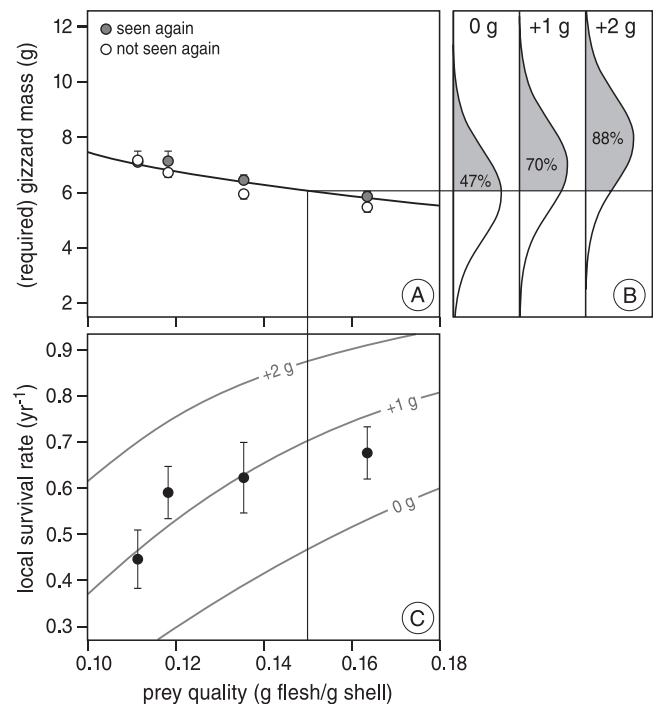 12
10
8
6
4
2
(required) gizzard mass (g)
seen again
not seen again
A
0 g
+1 g
+2 g
88%
70%
47%
B
0.9
0.8
0.7
0.6
0.5
0.4
0.3
local survival rate (yr⁻¹)
+2 g
+1 g
0 g
C
0.10
0.12
0.14
0.16
0.18
prey quality (g flesh/g shell)